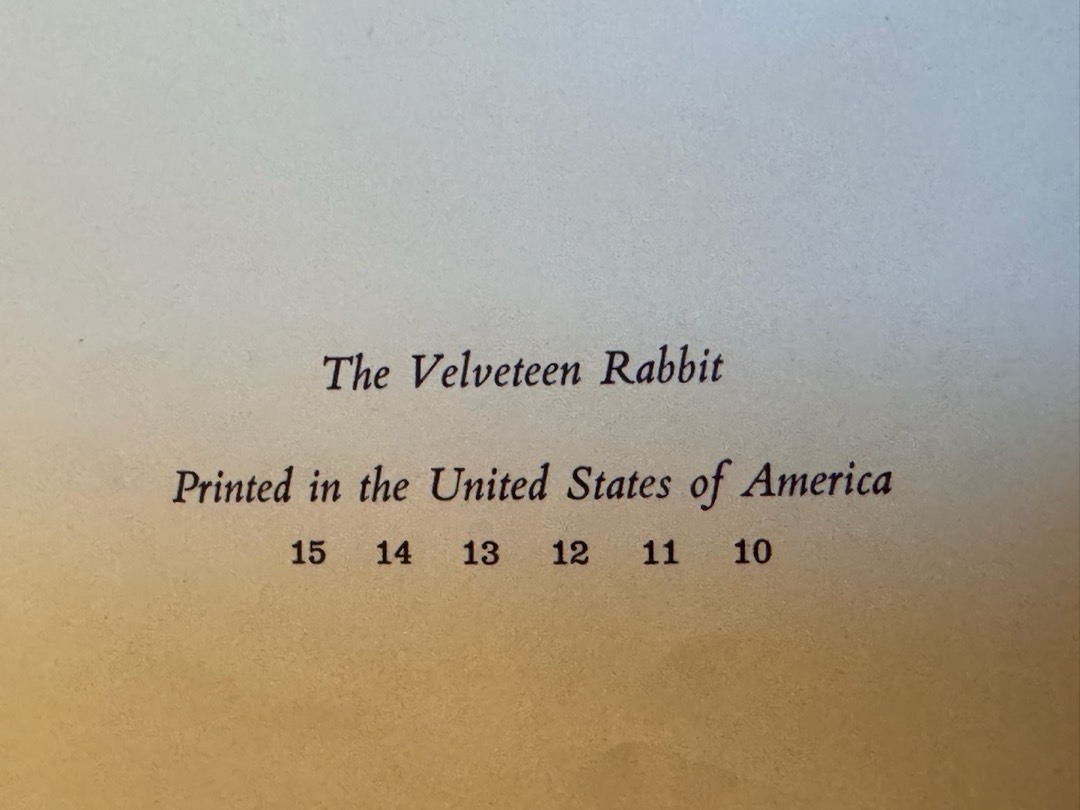 The Velveteen Rabbit
Printed in the United States of America
15 14 13 12 11 10